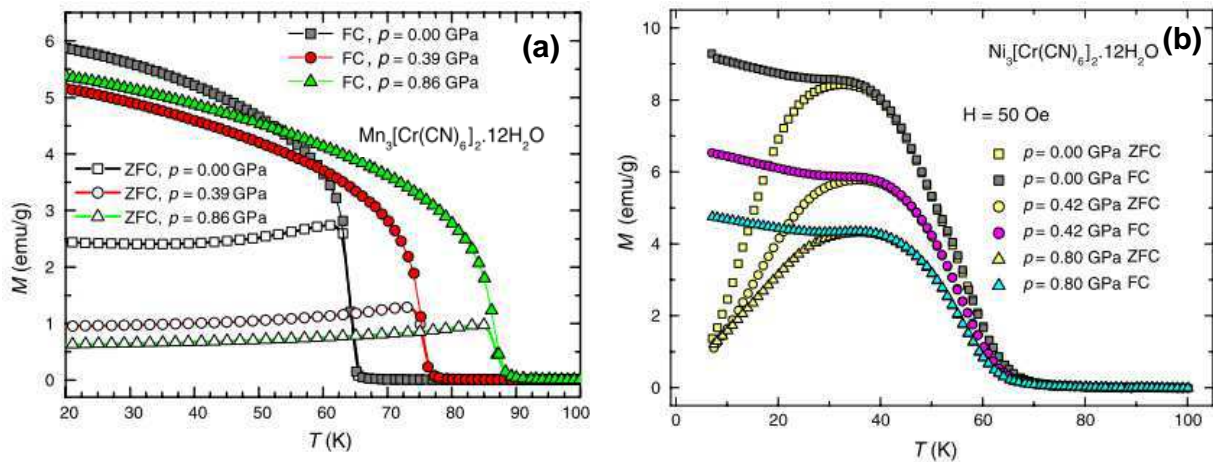 FC, p = 0.00 GPa
FC, p = 0.39 GPa
FC, p = 0.86 GPa
(a)
Mn₃[Cr(CN)₆]₂.12H₂O
ZFC, p = 0.00 GPa
ZFC, p = 0.39 GPa
ZFC, p = 0.86 GPa
M (emu/g)
6
5
4
3
2
1
0
20 30 40 50 60 70 80 90 100
T (K)
(b)
Ni₃[Cr(CN)₆]₂.12H₂O
H = 50 Oe
p = 0.00 GPa ZFC
p = 0.00 GPa FC
p = 0.42 GPa ZFC
p = 0.42 GPa FC
p = 0.80 GPa ZFC
p = 0.80 GPa FC
M (emu/g)
10
8
6
4
2
0
0 20 40 60 80 100
T (K)